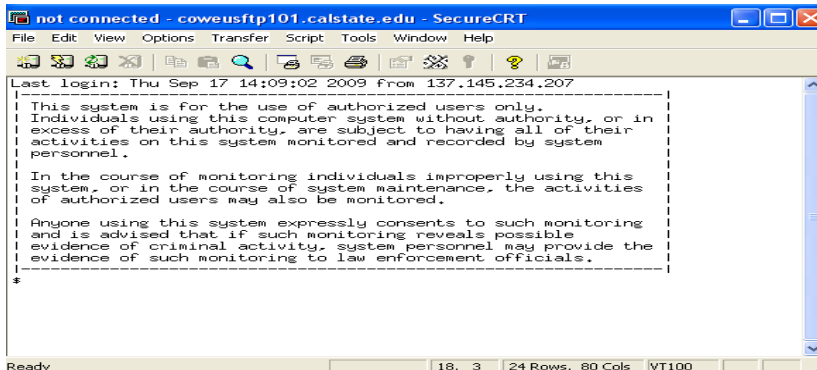 not connected - coweusftp101.calstate.edu - SecureCRT
File Edit View Options Transfer Script Tools Window Help
Last login: Thu Sep 17 14:09:02 2009 from 137.145.234.207
|-----------------------------------------------------------------|
| This system is for the use of authorized users only. |
| Individuals using this computer system without authority, or in |
| excess of their authority, are subject to having all of their |
| activities on this system monitored and recorded by system |
| personnel. |
| |
| In the course of monitoring individuals improperly using this |
| system, or in the course of system maintenance, the activities |
| of authorized users may also be monitored. |
| |
| Anyone using this system expressly consents to such monitoring |
| and is advised that if such monitoring reveals possible |
| evidence of criminal activity, system personnel may provide the |
| evidence of such monitoring to law enforcement officials. |
|-----------------------------------------------------------------|
$
Ready 18, 3 24 Rows, 80 Cols VT100